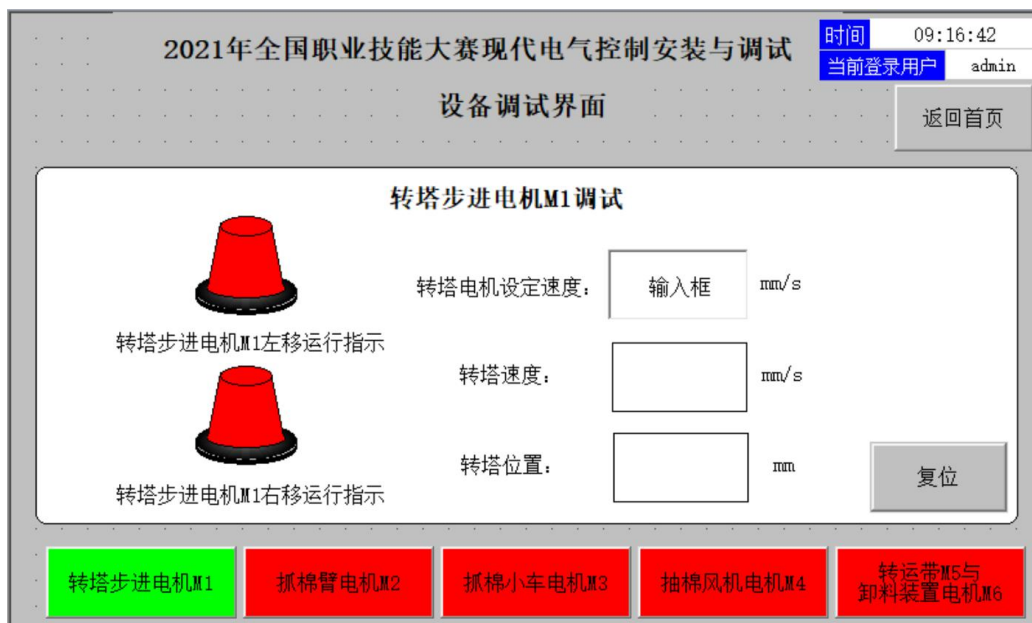 2021年全国职业技能大赛现代电气控制安装与调试
时间 09:16:42
当前登录用户 admin
设备调试界面
返回首页
转塔步进电机M1调试
转塔电机设定速度： 输入框 mm/s
转塔步进电机M1左移运行指示
转塔速度： mm/s
转塔位置： mm
复位
转塔步进电机M1右移运行指示
转塔步进电机M1 抓棉臂电机M2 抓棉小车电机M3 抽棉风机电机M4 转运带M5与
卸料装置电机M6